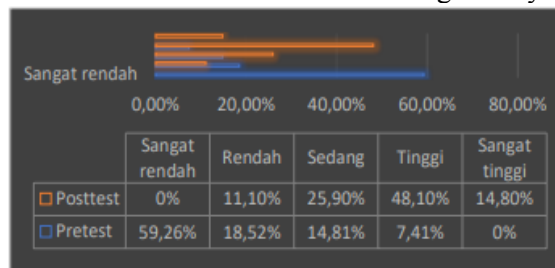 Sangat rendah
0,00% 20,00% 40,00% 60,00% 80,00%
Sangat rendah Rendah Sedang Tinggi Sangat tinggi
Posttest 0% 11,10% 25,90% 48,10% 14,80%
Pretest 59,26% 18,52% 14,81% 7,41% 0%